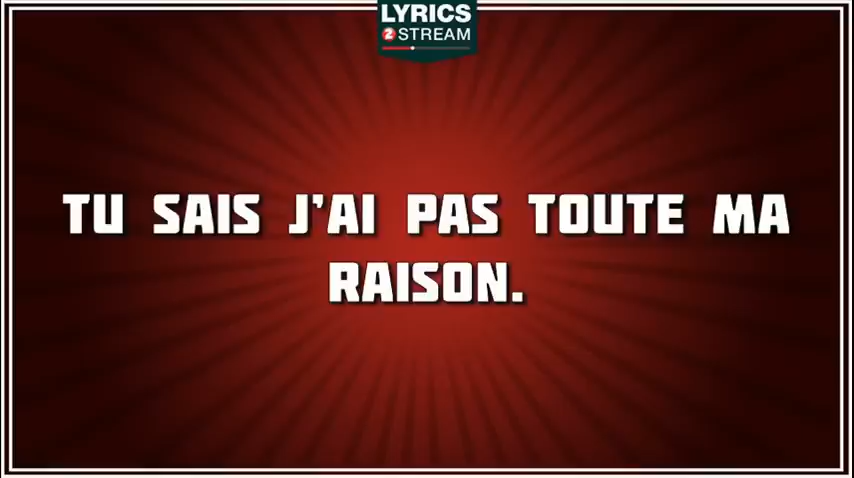 LYRICS
2 STREAM
TU SAIS J'AI PAS TOUTE MA
RAISON.